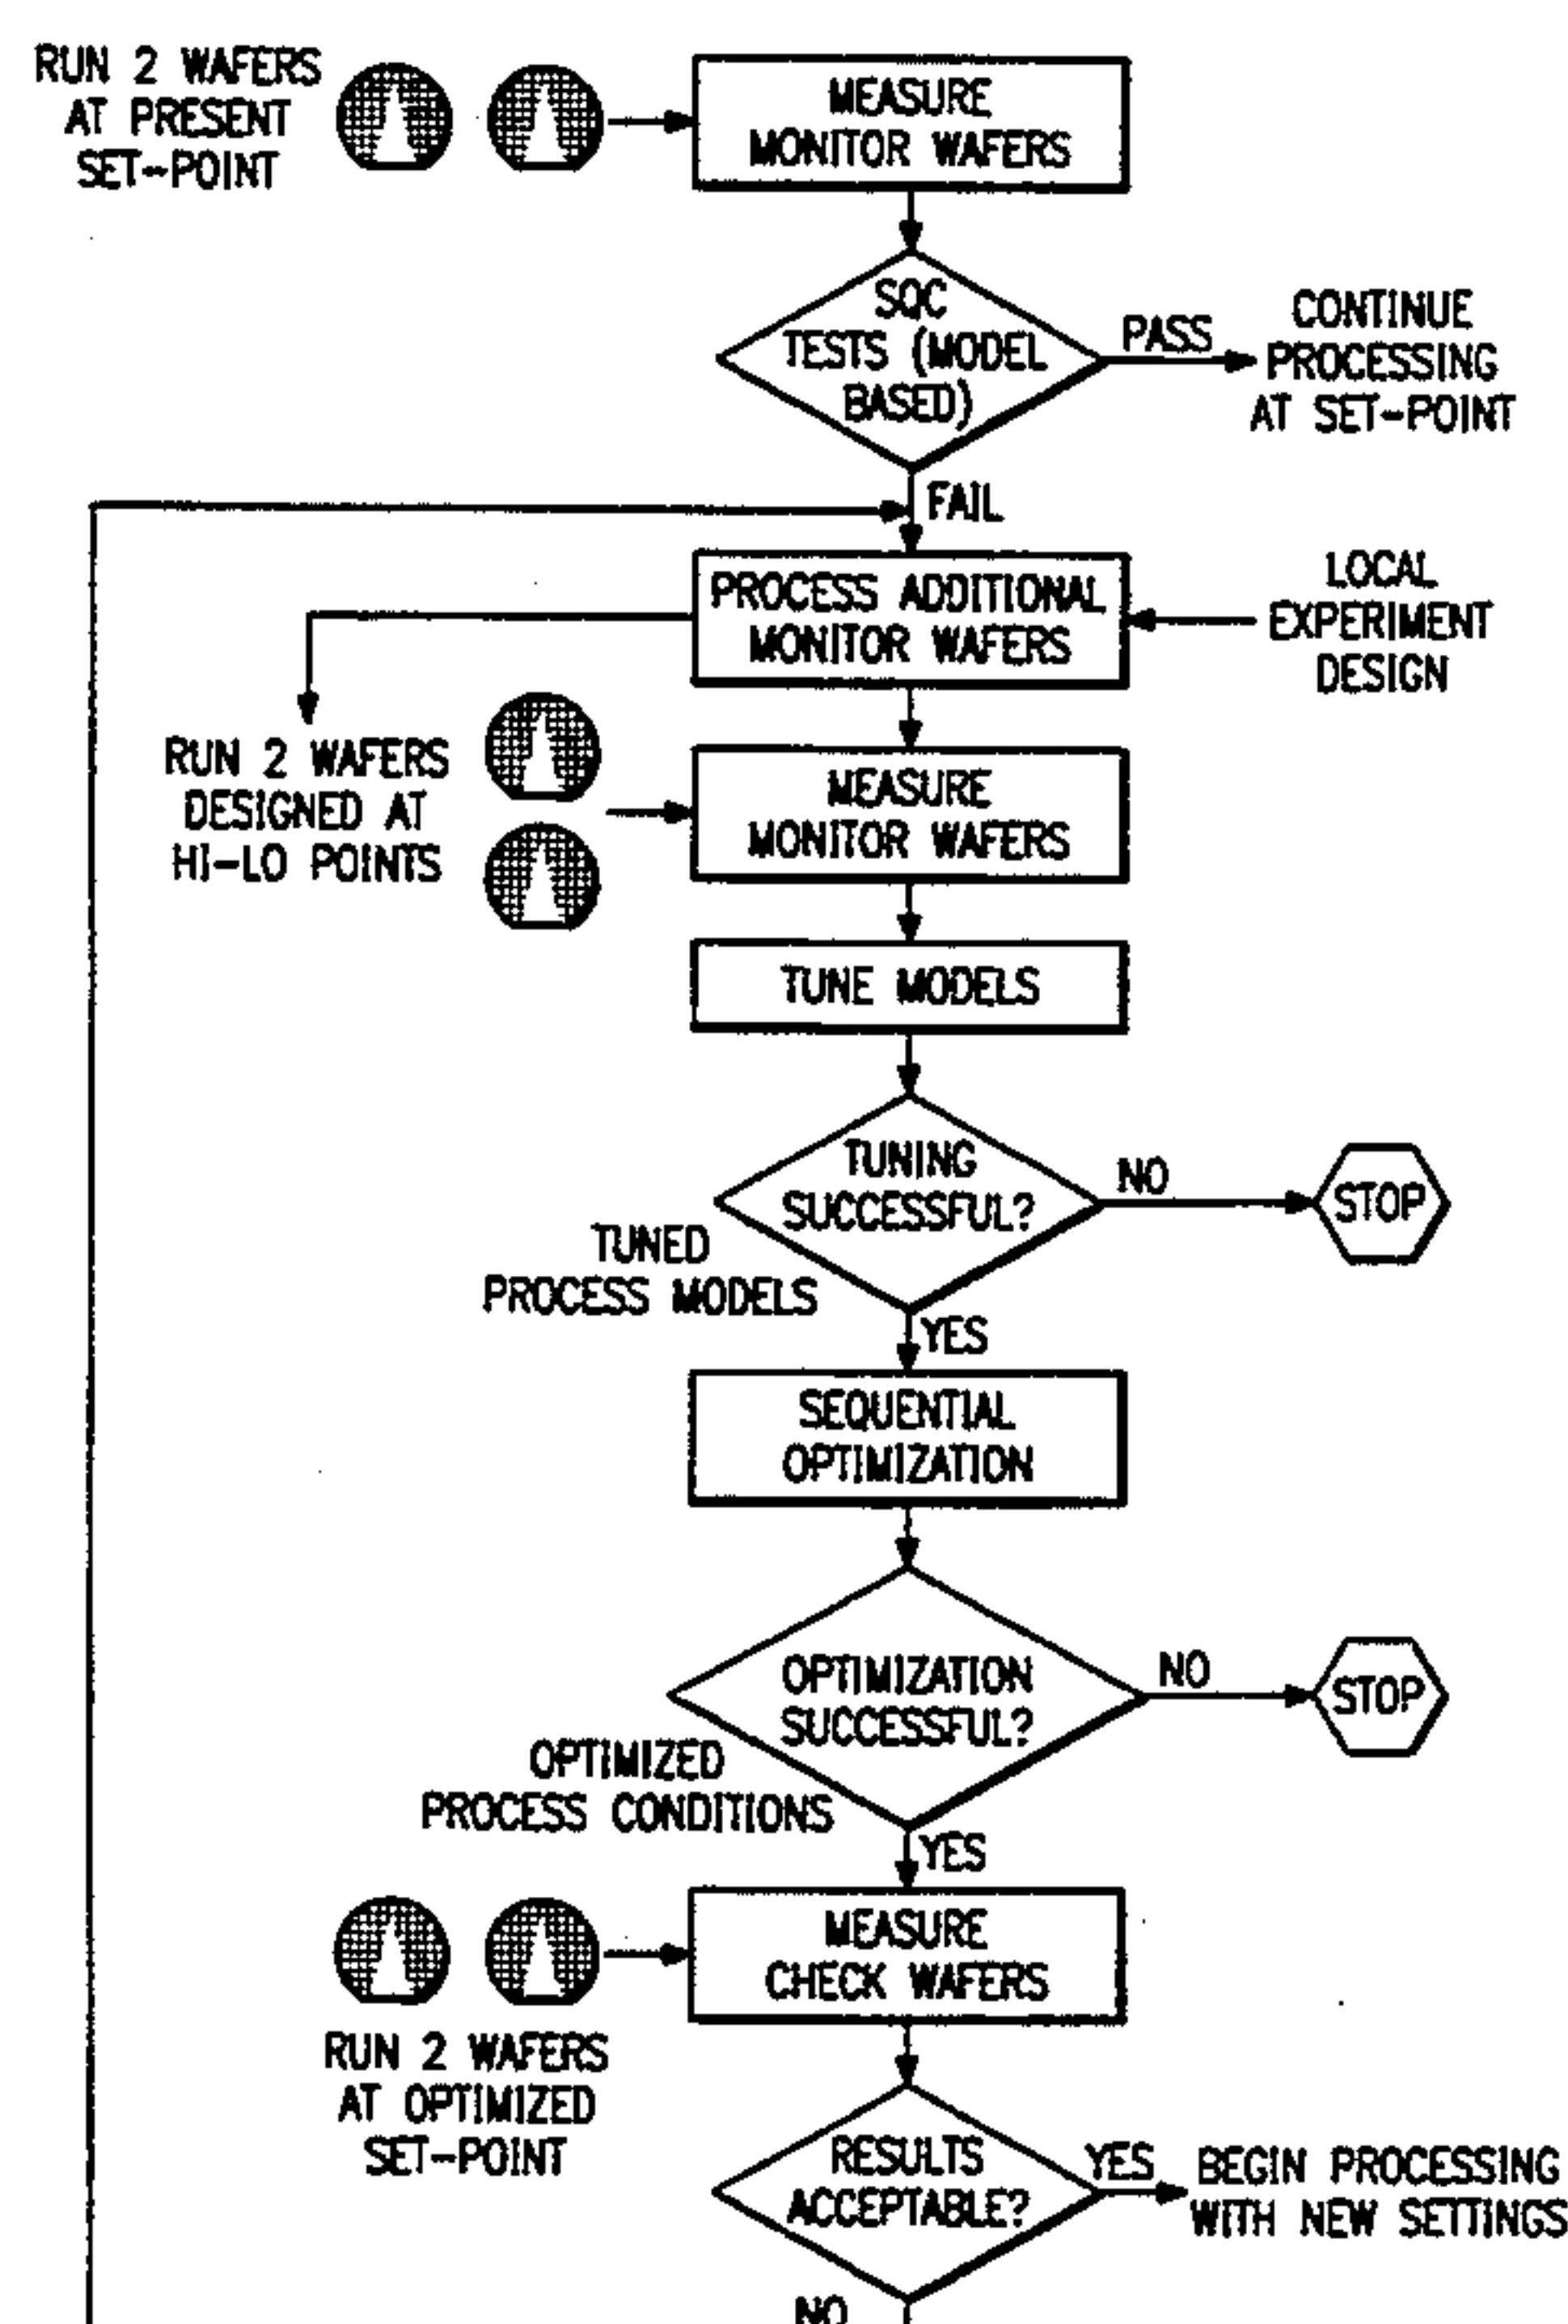 RUN 2 WAFERS
AT PRESENT
SET-POINT
MEASURE
MONITOR WAFERS
SQC
TESTS (MODEL
BASED)
PASS
CONTINUE
PROCESSING
AT SET-POINT
FAIL
PROCESS ADDITIONAL
MONITOR WAFERS
LOCAL
EXPERIMENT
DESIGN
RUN 2 WAFERS
DESIGNED AT
HI-LO POINTS
MEASURE
MONITOR WAFERS
TUNE MODELS
TUNING
SUCCESSFUL?
NO
STOP
TUNED
PROCESS MODELS
YES
SEQUENTIAL
OPTIMIZATION
OPTIMIZATION
SUCCESSFUL?
NO
STOP
OPTIMIZED
PROCESS CONDITIONS
YES
MEASURE
CHECK WAFERS
RUN 2 WAFERS
AT OPTIMIZED
SET-POINT
RESULTS
ACCEPTABLE?
YES
BEGIN PROCESSING
WITH NEW SETTINGS
NO